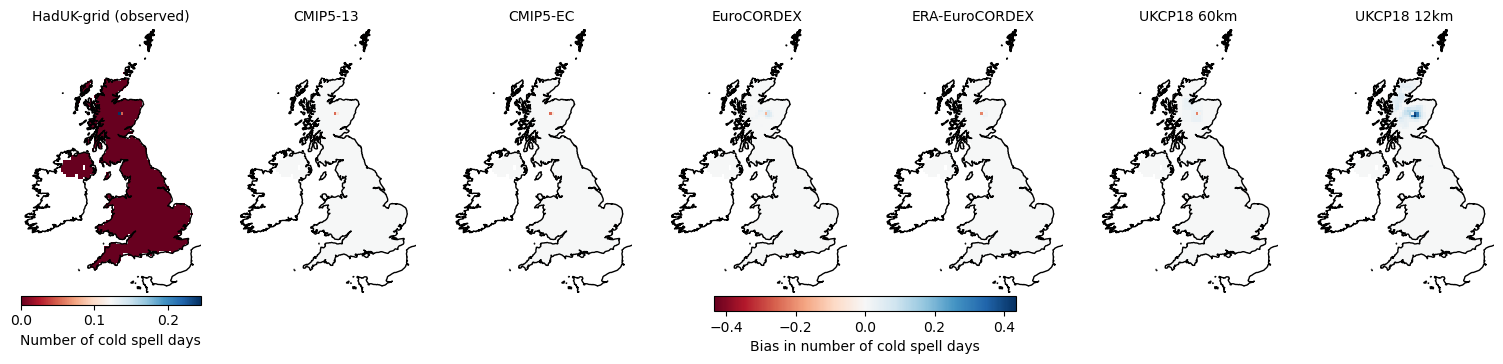 HadUK-grid (observed)
CMIP5-13
CMIP5-EC
EuroCORDEX
ERA-EuroCORDEX
UKCP18 60km
UKCP18 12km
0.0
0.1
0.2
Number of cold spell days
−0.4
−0.2
0.0
0.2
0.4
Bias in number of cold spell days